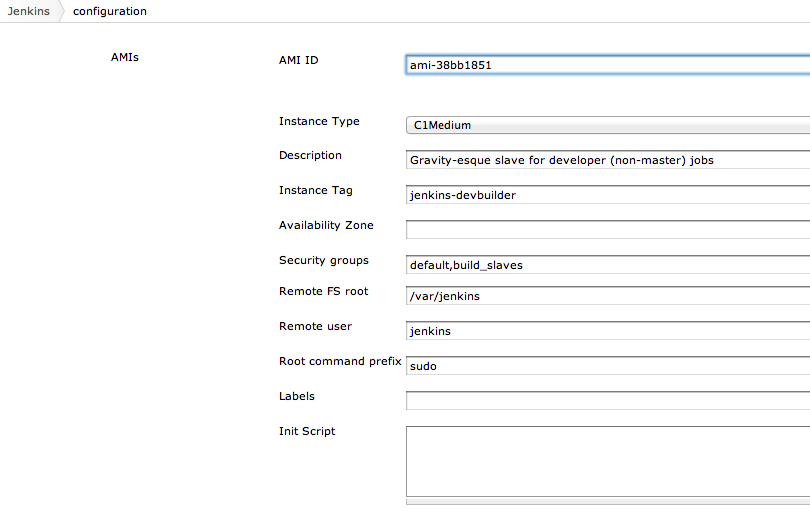 Jenkins configuration
AMIs
AMI ID ami-38bb1851
Instance Type C1Medium
Description Gravity-esque slave for developer (non-master) jobs
Instance Tag jenkins-devbuilder
Availability Zone
Security groups default,build_slaves
Remote FS root /var/jenkins
Remote user jenkins
Root command prefix sudo
Labels
Init Script